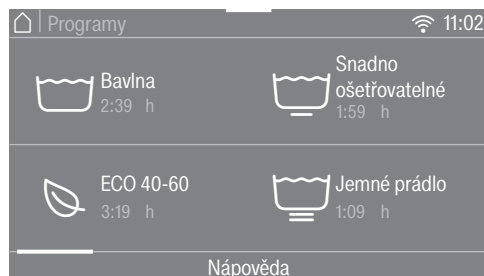 Programy 11:02
Bavlna
2:39 h
Snadno
ošetřovatelné
1:59 h
ECO 40-60
3:19 h
Jemné prádlo
1:09 h
Nápověda